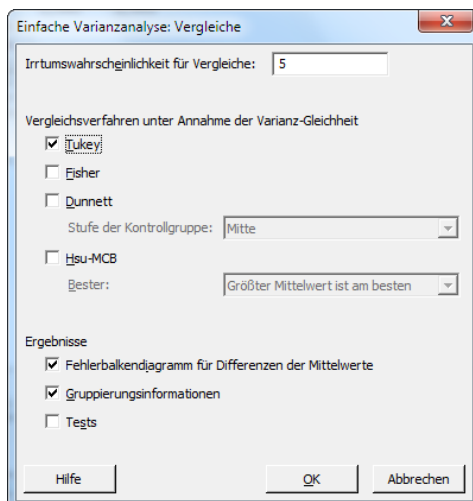 Einfache Varianzanalyse: Vergleiche
Irrtumswahrscheinlichkeit für Vergleiche: 5
Vergleichsverfahren unter Annahme der Varianz-Gleichheit
Tukey
Fisher
Dunnett
Stufe der Kontrollgruppe: Mitte
Hsu-MCB
Bester: Größter Mittelwert ist am besten
Ergebnisse
Fehlerbalkendiagramm für Differenzen der Mittelwerte
Gruppierungsinformationen
Tests
Hilfe OK Abbrechen